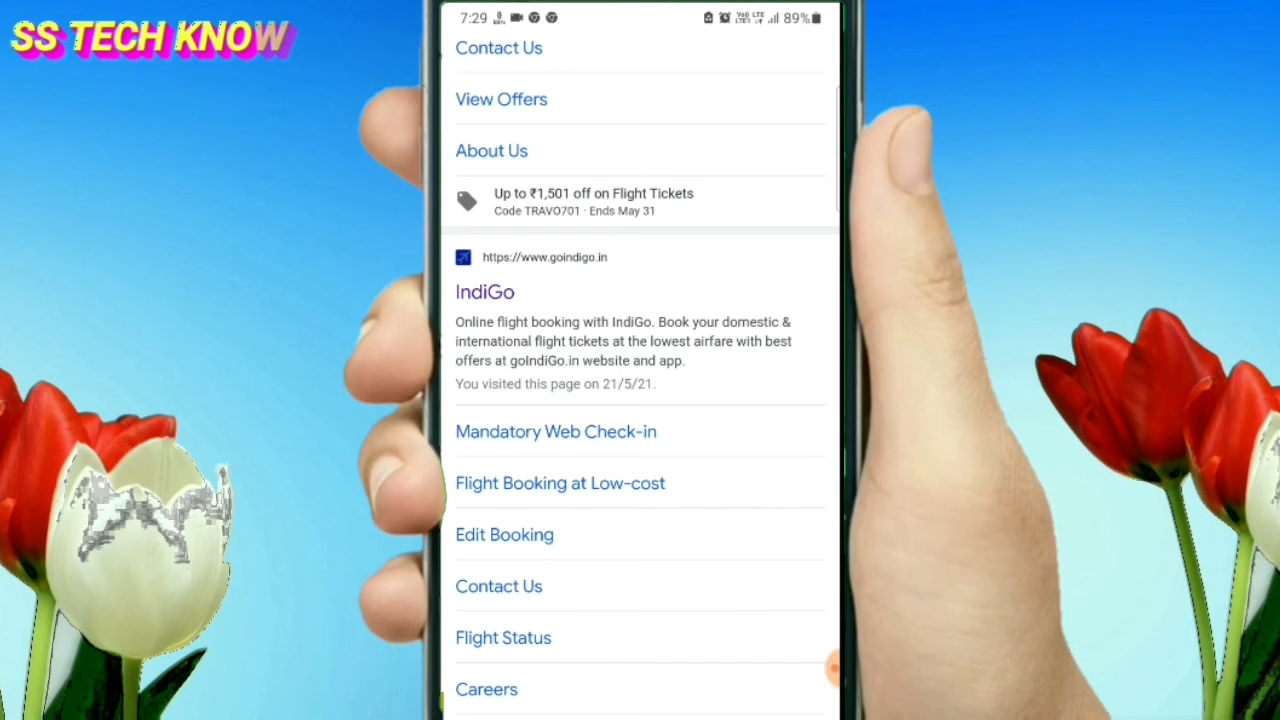 SS TECH KNOW
7:29
89%
Contact Us
View Offers
About Us
Up to ₹1,501 off on Flight Tickets
Code TRAVO701 · Ends May 31
https://www.goindigo.in
IndiGo
Online flight booking with IndiGo. Book your domestic &
international flight tickets at the lowest airfare with best
offers at goIndiGo.in website and app.
You visited this page on 21/5/21.
Mandatory Web Check-in
Flight Booking at Low-cost
Edit Booking
Contact Us
Flight Status
Careers